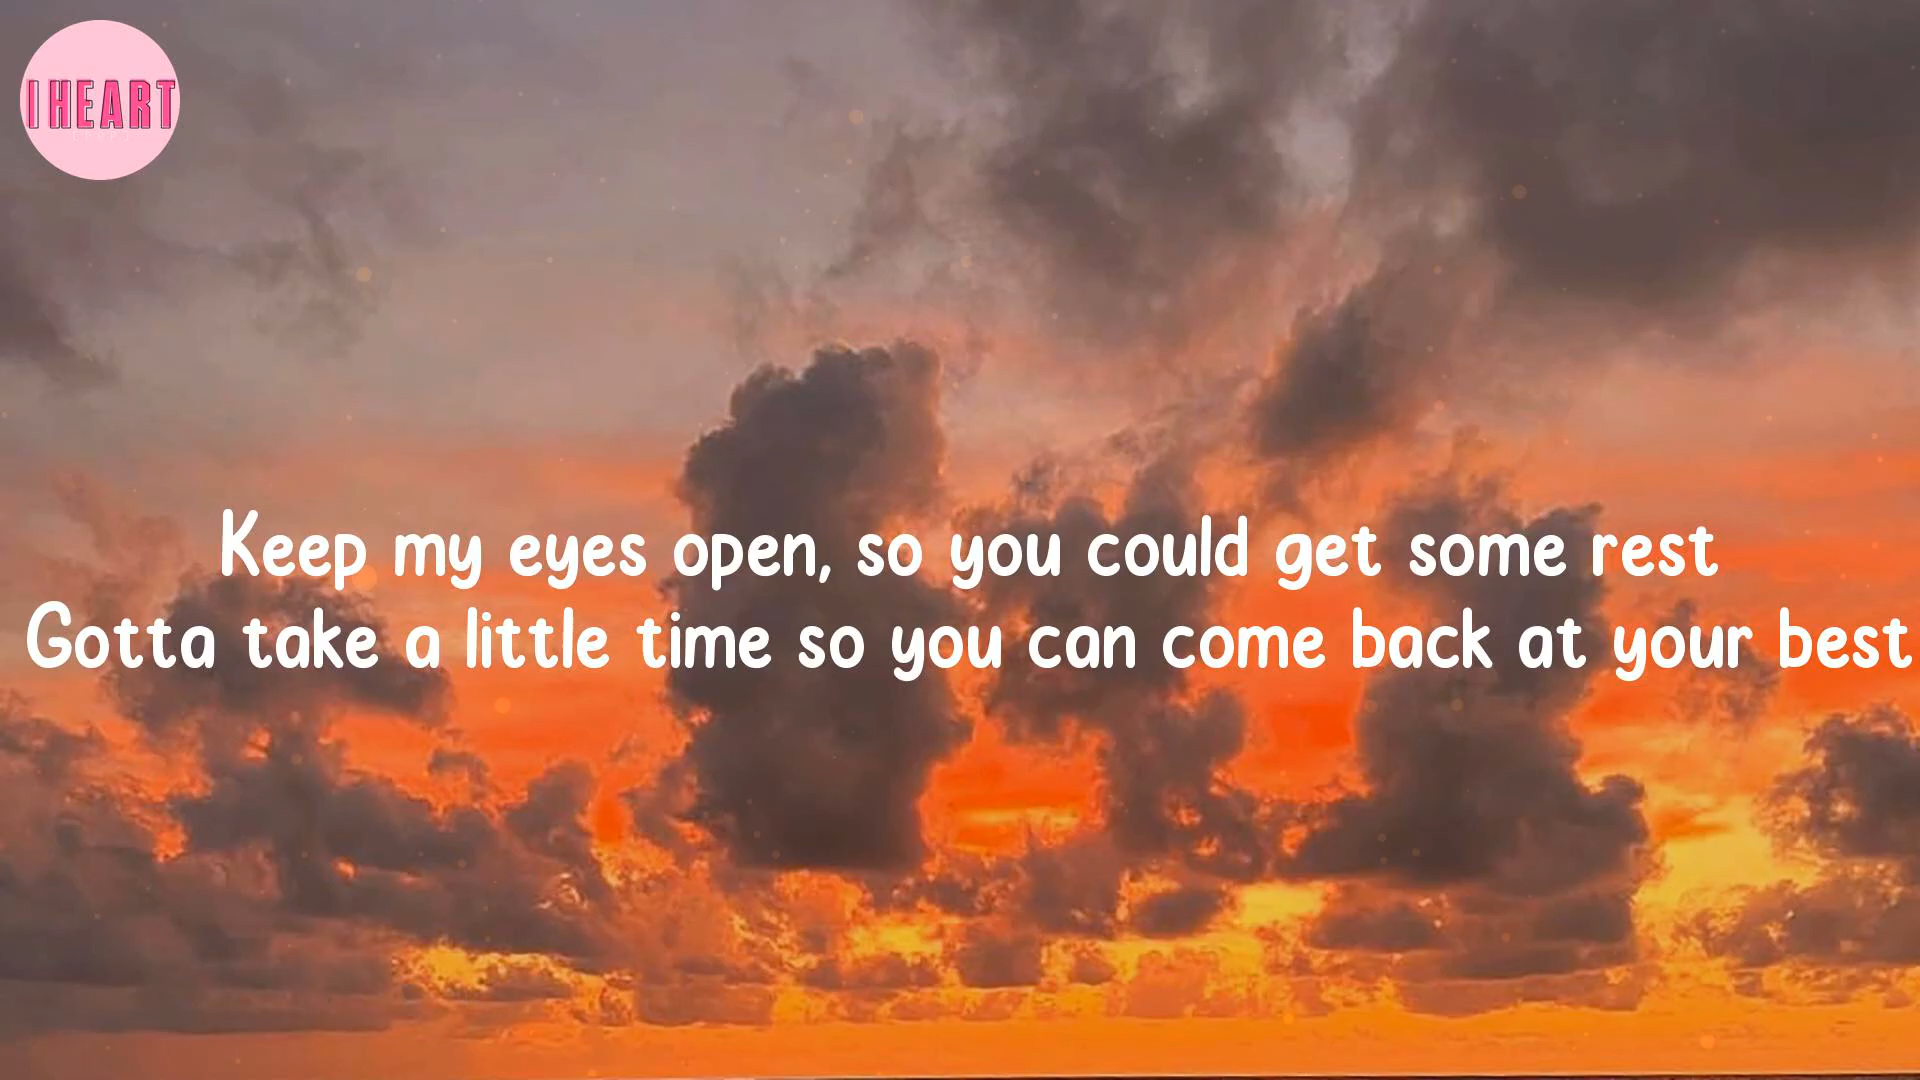 I HEART
Keep my eyes open, so you could get some rest
Gotta take a little time so you can come back at your best